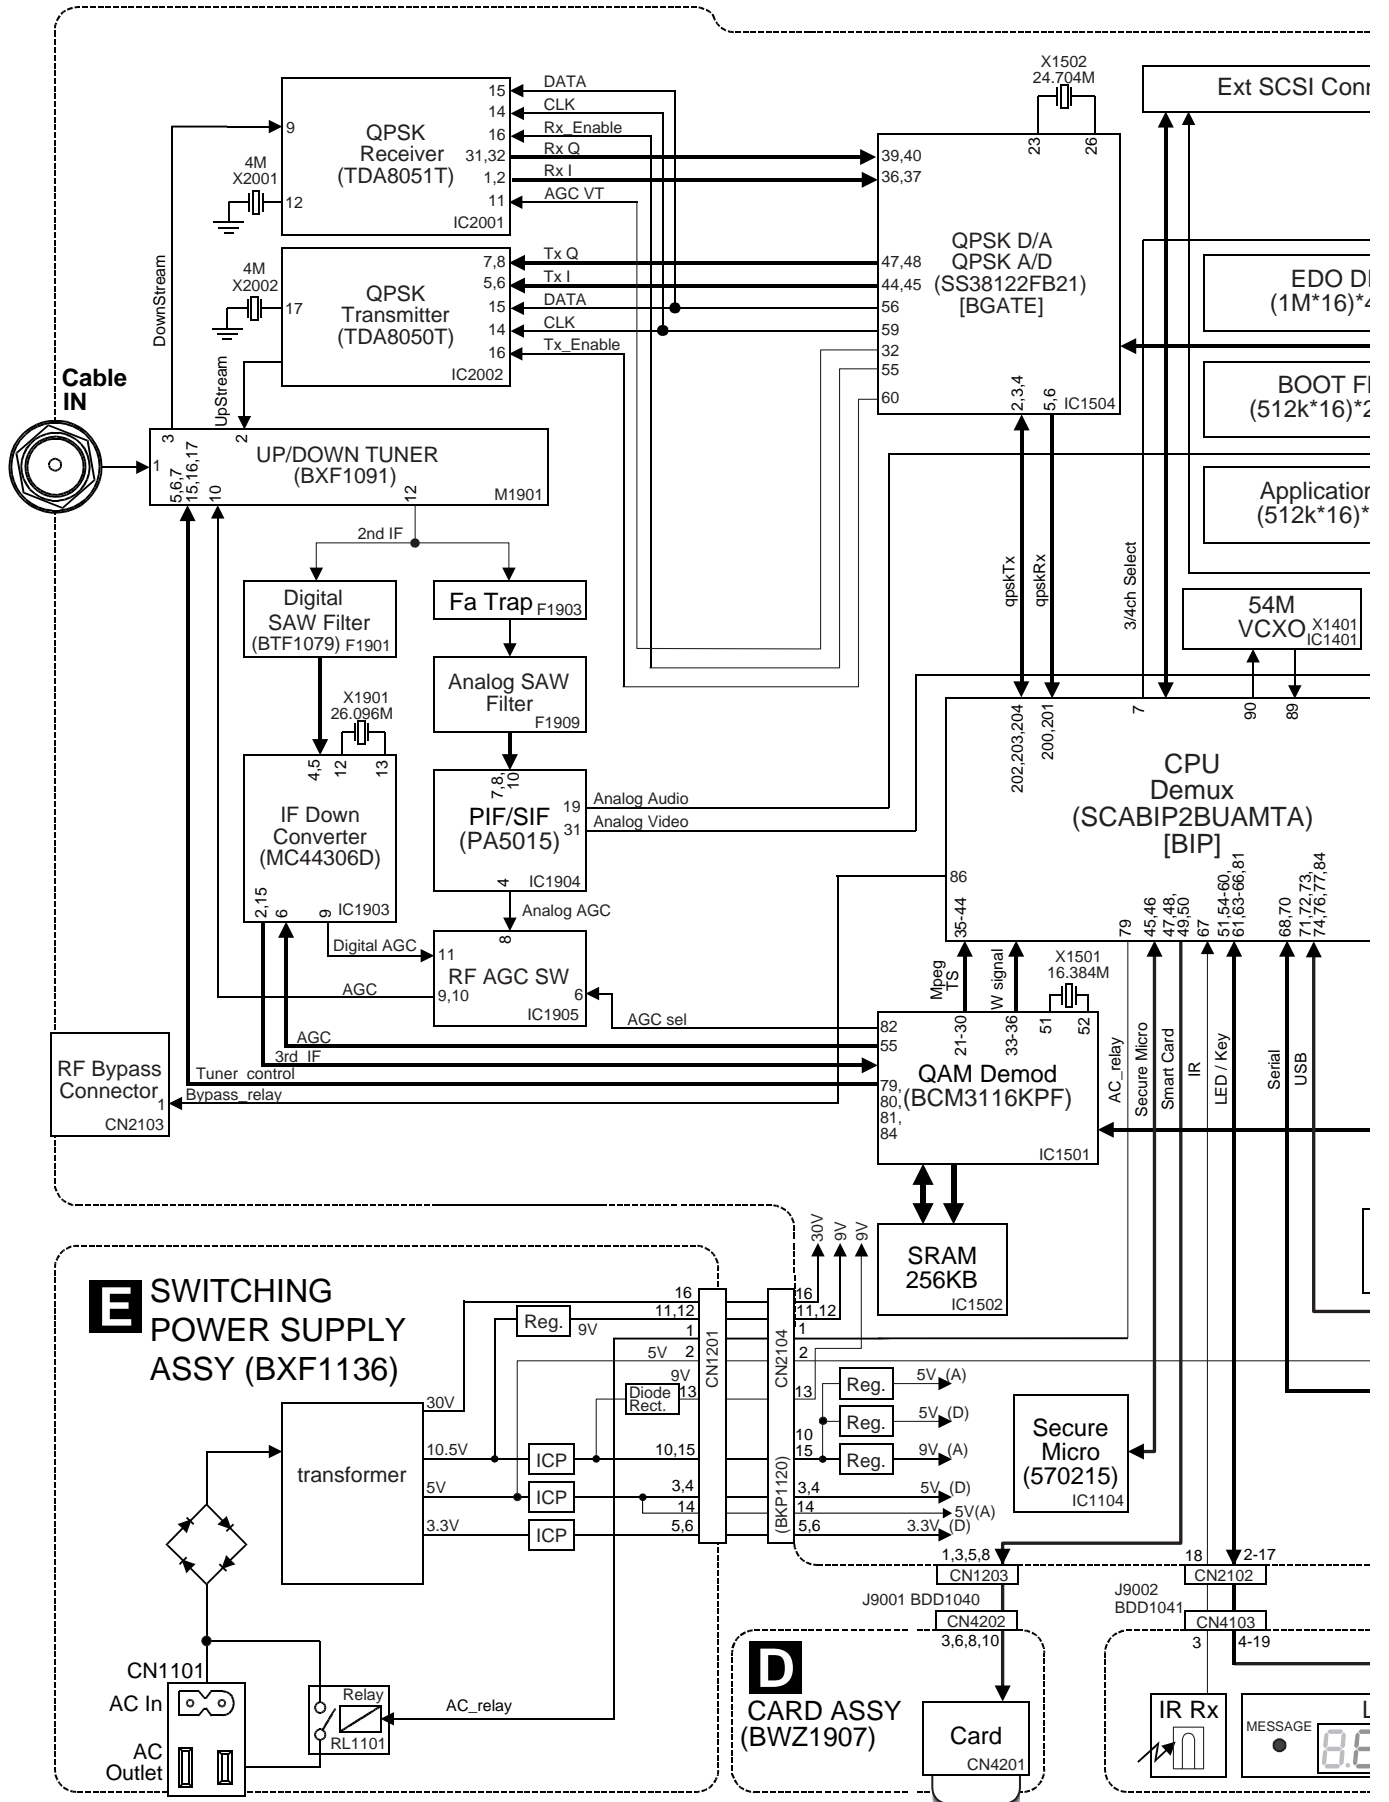 X1502
24.704M
Ext SCSI Conn
15
DATA
14
CLK
9
QPSK
Receiver
(TDA8051T)
16
Rx_Enable
31,32
Rx Q
39,40
1,2
Rx I
36,37
23
26
4M
X2001
12
11
AGC VT
IC2001
QPSK D/A
QPSK A/D
(SS38122FB21)
[BGATE]
7,8
Tx Q
47,48
4M
X2002
17
QPSK
Transmitter
(TDA8050T)
5,6
Tx I
44,45
15
DATA
56
14
CLK
59
16
Tx_Enable
32
55
60
IC2002
2,3,4
5,6
IC1504
EDO D
(1M*16)*4
BOOT F
(512k*16)*2
Application
(512k*16)*
DownStream
UpStream
Cable
IN
3
2
1
UP/DOWN TUNER
(BXF1091)
5,6,7
15,16,17
10
12
M1901
2nd IF
Digital
SAW Filter
(BTF1079) F1901
Fa Trap F1903
Analog SAW
Filter
F1909
qpskTx
qpskRx
3/4ch Select
54M
VCXO
X1401
IC1401
X1901
26.096M
4,5
12
13
IF Down
Converter
(MC44306D)
2,15
6
9
IC1903
7,8,
10
PIF/SIF
(PA5015)
19
Analog Audio
31
Analog Video
4
IC1904
202,203,204
200,201
7
90
89
CPU
Demux
(SCABIP2BUAMTA)
[BIP]
86
35-44
79
45,46
47,48,
49,50
67
51,54-60,
61,63-66,81
68,70
71,72,73,
74,76,77,84
Analog AGC
Digital AGC
11
8
RF AGC SW
9,10
6
IC1905
AGC
AGC sel
Mpeg
TS
W signal
X1501
16.384M
82
55
21-30
33-36
51
52
QAM Demod
(BCM3116KPF)
79,
80,
81,
84
IC1501
AGC
3rd IF
Tuner_control
Bypass_relay
RF Bypass
Connector
1
CN2103
AC_relay
Secure Micro
Smart Card
IR
LED / Key
Serial
USB
SRAM
256KB
IC1502
30V
9V
9V
E
SWITCHING
POWER SUPPLY
ASSY (BXF1136)
16
11,12
1
2
13
10,15
3,4
14
5,6
CN1201
CN2104
(BKP1120)
16
11,12
1
2
13
10
15
3,4
14
5,6
Reg.
9V
5V
9V
Diode
Rect.
Reg.
5V (A)
Reg.
5V (D)
Reg.
9V (A)
5V (D)
5V(A)
3.3V (D)
30V
10.5V
5V
3.3V
ICP
ICP
ICP
transformer
Secure
Micro
(570215)
IC1104
1,3,5,8
CN1203
J9001 BDD1040
CN4202
3,6,8,10
18
2-17
CN2102
J9002
BDD1041
CN4103
3
4-19
CN1101
AC In
AC
Outlet
Relay
RL1101
AC_relay
D
CARD ASSY
(BWZ1907)
Card
CN4201
IR Rx
MESSAGE